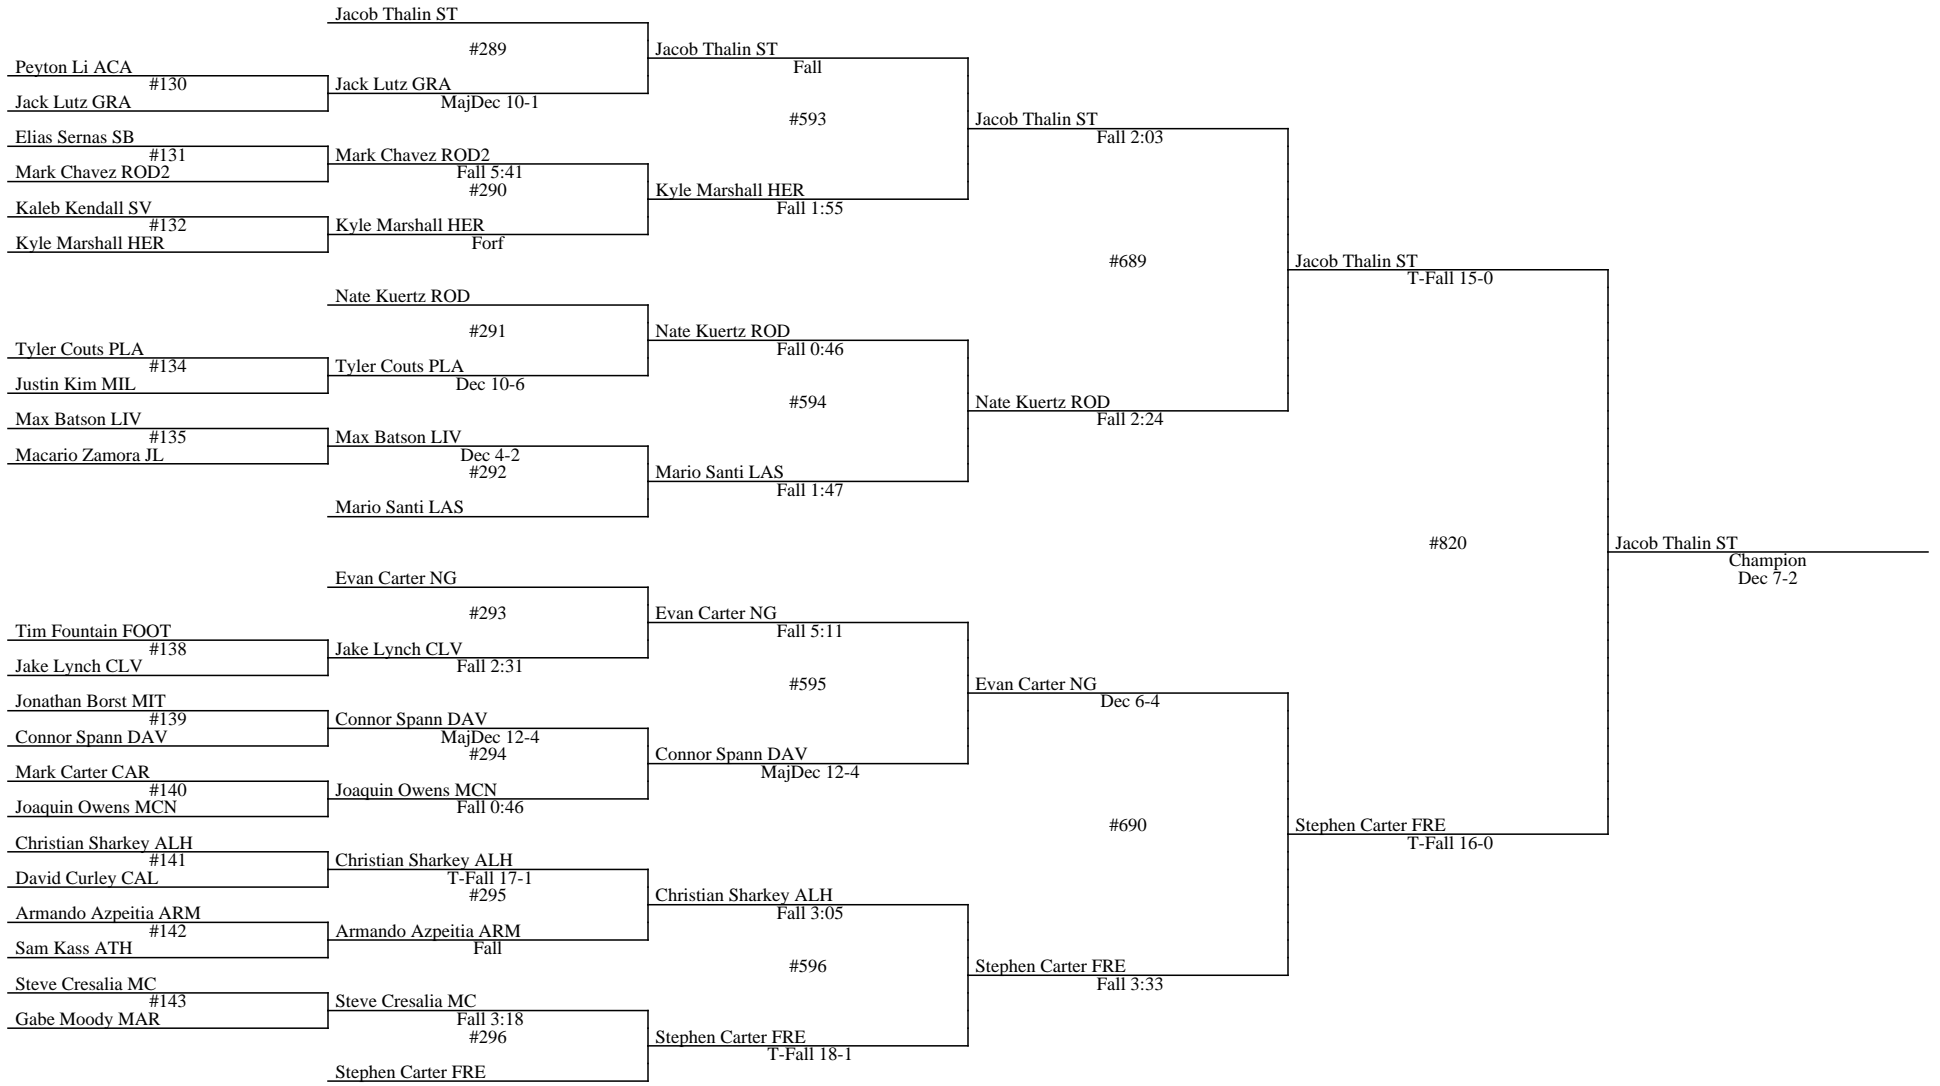 Jacob Thalin ST
#289
Jacob Thalin ST
Fall
Peyton Li ACA
#130
Jack Lutz GRA
Jack Lutz GRA
MajDec 10-1
#593
Jacob Thalin ST
Fall 2:03
Elias Sernas SB
#131
Mark Chavez ROD2
Mark Chavez ROD2
Fall 5:41
#290
Kyle Marshall HER
Fall 1:55
Kaleb Kendall SV
#132
Kyle Marshall HER
Kyle Marshall HER
Forf
#689
Jacob Thalin ST
T-Fall 15-0
Nate Kuertz ROD
#291
Nate Kuertz ROD
Fall 0:46
Tyler Couts PLA
#134
Justin Kim MIL
Tyler Couts PLA
Dec 10-6
#594
Nate Kuertz ROD
Fall 2:24
Max Batson LIV
#135
Macario Zamora JL
Max Batson LIV
Dec 4-2
#292
Mario Santi LAS
Fall 1:47
Mario Santi LAS
#820
Jacob Thalin ST
Champion
Dec 7-2
Evan Carter NG
#293
Evan Carter NG
Fall 5:11
Tim Fountain FOOT
#138
Jake Lynch CLV
Jake Lynch CLV
Fall 2:31
#595
Evan Carter NG
Dec 6-4
Jonathan Borst MIT
#139
Connor Spann DAV
Connor Spann DAV
MajDec 12-4
#294
Connor Spann DAV
MajDec 12-4
Mark Carter CAR
#140
Joaquin Owens MCN
Joaquin Owens MCN
Fall 0:46
#690
Stephen Carter FRE
T-Fall 16-0
Christian Sharkey ALH
#141
David Curley CAL
Christian Sharkey ALH
T-Fall 17-1
#295
Christian Sharkey ALH
Fall 3:05
Armando Azpeitia ARM
#142
Sam Kass ATH
Armando Azpeitia ARM
Fall
#596
Stephen Carter FRE
Fall 3:33
Steve Cresalia MC
#143
Gabe Moody MAR
Steve Cresalia MC
Fall 3:18
#296
Stephen Carter FRE
T-Fall 18-1
Stephen Carter FRE